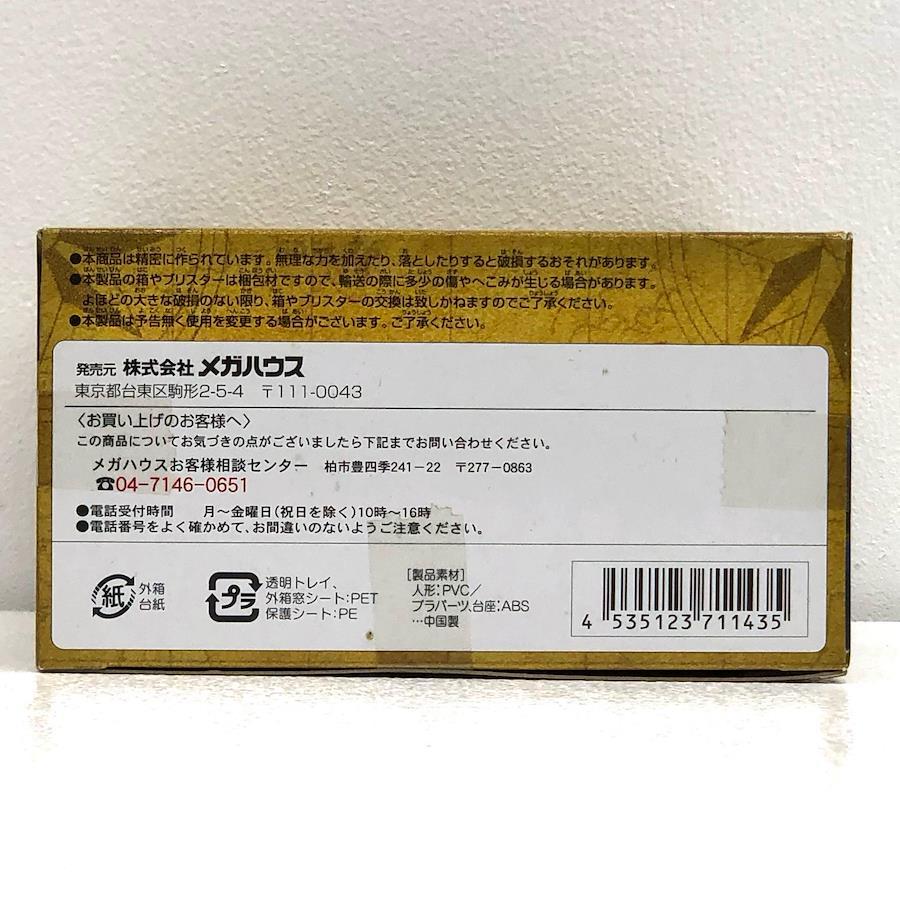 ●本商品は精密に作られています。無理な力を加えたり、落としたりすると破損するおそれがあります。
●本製品の箱やブリスターは梱包材ですので、輸送の際に多少の傷やへこみが生じる場合があります。
よほどの大きな破損のない限り、箱やブリスターの交換は致しかねますのでご了承ください。
●本製品は予告無く使用を変更する場合がございます。ご了承ください。
発売元 株式会社 メガハウス
東京都台東区駒形2-5-4 〒111-0043
〈お買い上げのお客様へ〉
この商品についてお気づきの点がございましたら下記までお問い合わせください。
メガハウスお客様相談センター 柏市豊四季241-22 〒277-0863
☎04-7146-0651
●電話受付時間 月〜金曜日(祝日を除く)10時〜16時
●電話番号をよく確かめて、お間違いのないようご注意ください。
紙 外箱
台紙
プラ 透明トレイ、
外箱窓シート:PET
保護シート:PE
[製品素材]
人形:PVC/
プラパーツ,台座:ABS
…中国製
4 535123 711435